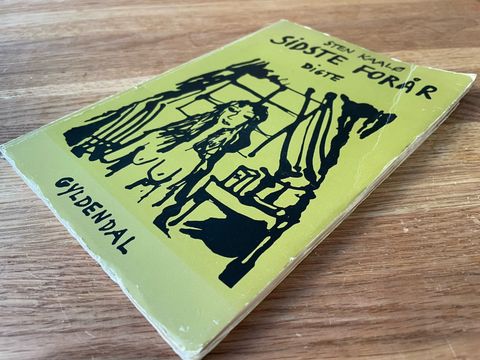 STEN KAALØ
SIDSTE FORÅR
DIGTE
GYLDENDAL